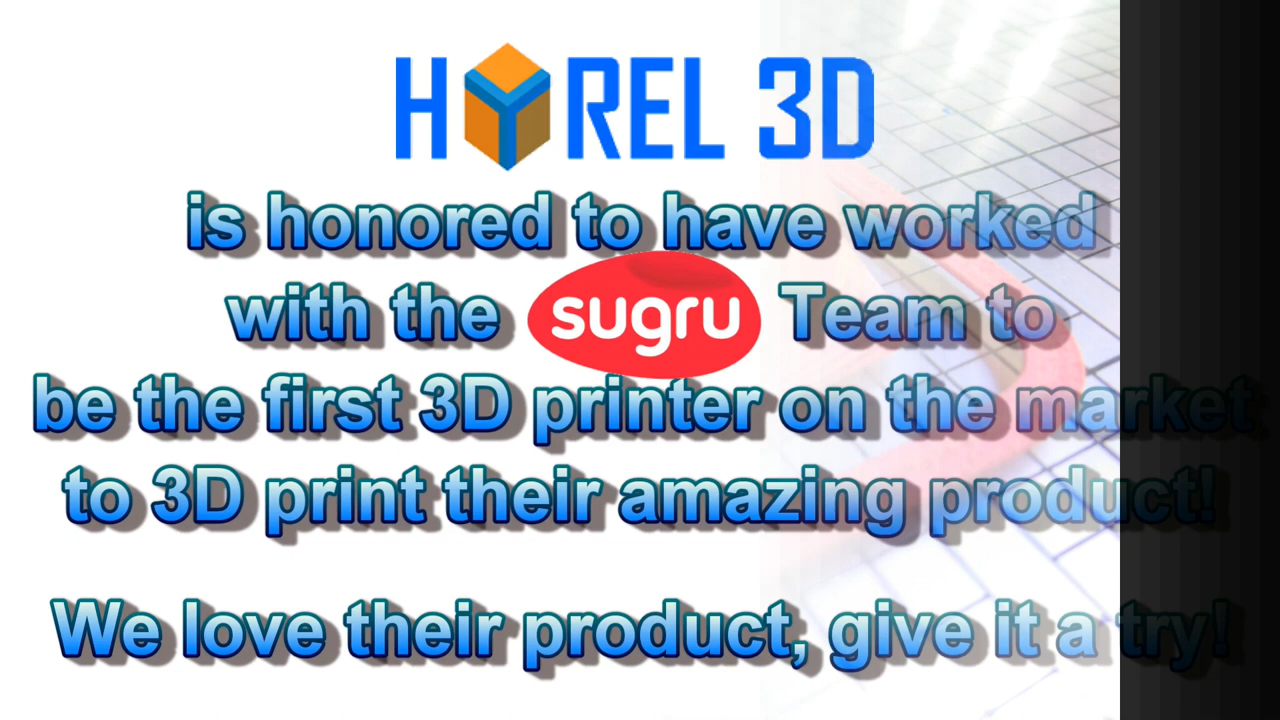 HYREL 3D
is honored to have worked
with the sugru Team to
be the first 3D printer on the market
to 3D print their amazing product!
We love their product, give it a try!